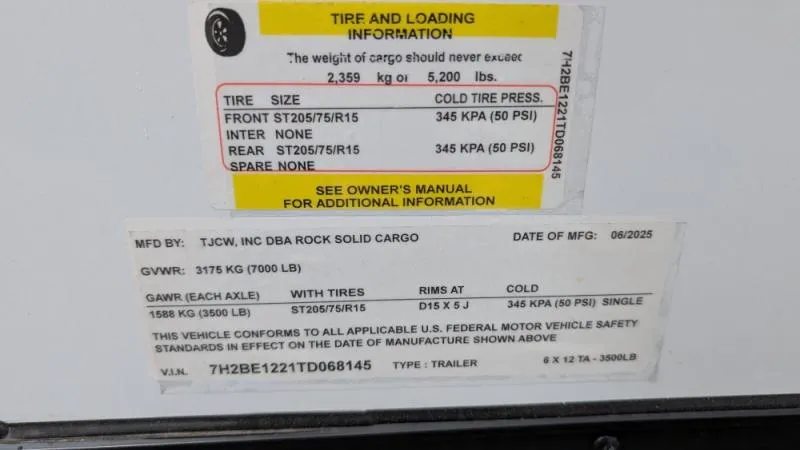 TIRE AND LOADING
INFORMATION
The weight of cargo should never exceed
2,359 kg or 5,200 lbs.
TIRE SIZE COLD TIRE PRESS.
FRONT ST205/75/R15 345 KPA (50 PSI)
INTER NONE
REAR ST205/75/R15 345 KPA (50 PSI)
SPARE NONE
SEE OWNER'S MANUAL
FOR ADDITIONAL INFORMATION
7H2BE1221TD068145
MFD BY: TJCW, INC DBA ROCK SOLID CARGO DATE OF MFG: 06/2025
GVWR: 3175 KG (7000 LB)
GAWR (EACH AXLE) WITH TIRES RIMS AT COLD
1588 KG (3500 LB) ST205/75/R15 D15 X 5 J 345 KPA (50 PSI) SINGLE
THIS VEHICLE CONFORMS TO ALL APPLICABLE U.S. FEDERAL MOTOR VEHICLE SAFETY
STANDARDS IN EFFECT ON THE DATE OF MANUFACTURE SHOWN ABOVE
V.I.N. 7H2BE1221TD068145 TYPE : TRAILER 6 X 12 TA - 3500LB